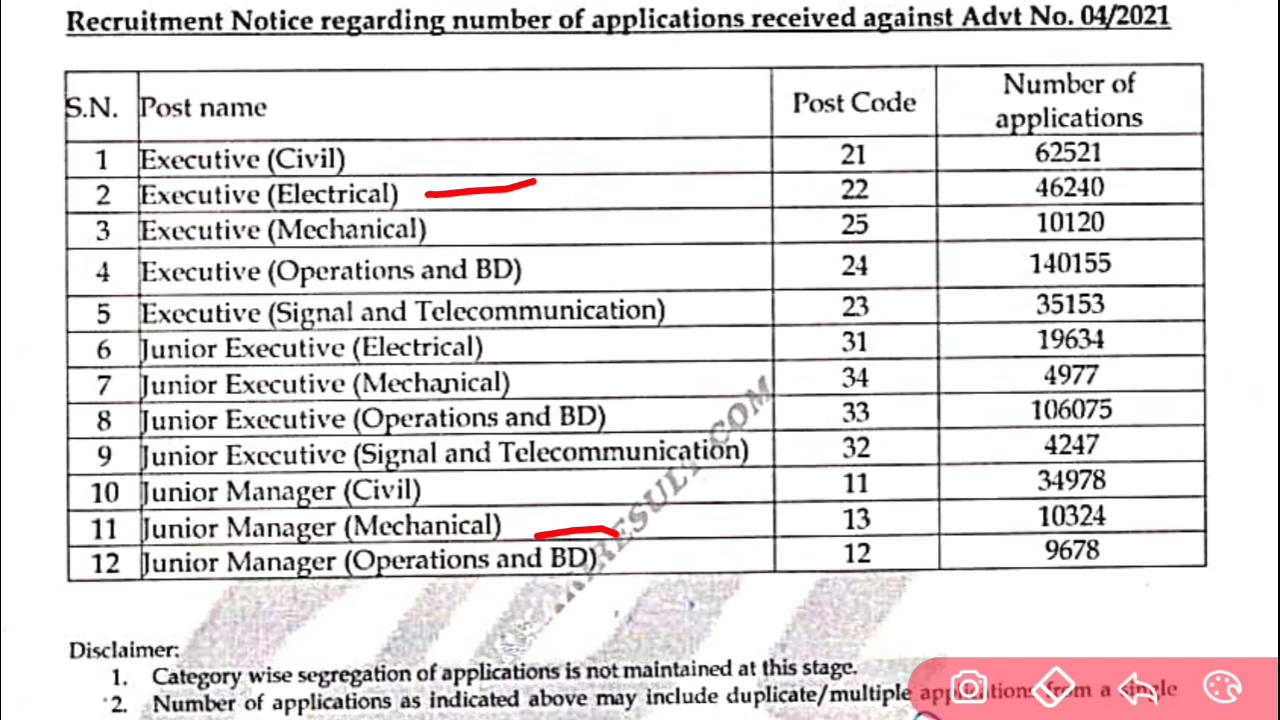 Recruitment Notice regarding number of applications received against Advt No. 04/2021
S.N. Post name Post Code Number of applications
1 Executive (Civil) 21 62521
2 Executive (Electrical) 22 46240
3 Executive (Mechanical) 25 10120
4 Executive (Operations and BD) 24 140155
5 Executive (Signal and Telecommunication) 23 35153
6 Junior Executive (Electrical) 31 19634
7 Junior Executive (Mechanical) 34 4977
8 Junior Executive (Operations and BD) 33 106075
9 Junior Executive (Signal and Telecommunication) 32 4247
10 Junior Manager (Civil) 11 34978
11 Junior Manager (Mechanical) 13 10324
12 Junior Manager (Operations and BD) 12 9678
Disclaimer:
1. Category wise segregation of applications is not maintained at this stage.
2. Number of applications as indicated above may include duplicate/multiple applications from a single